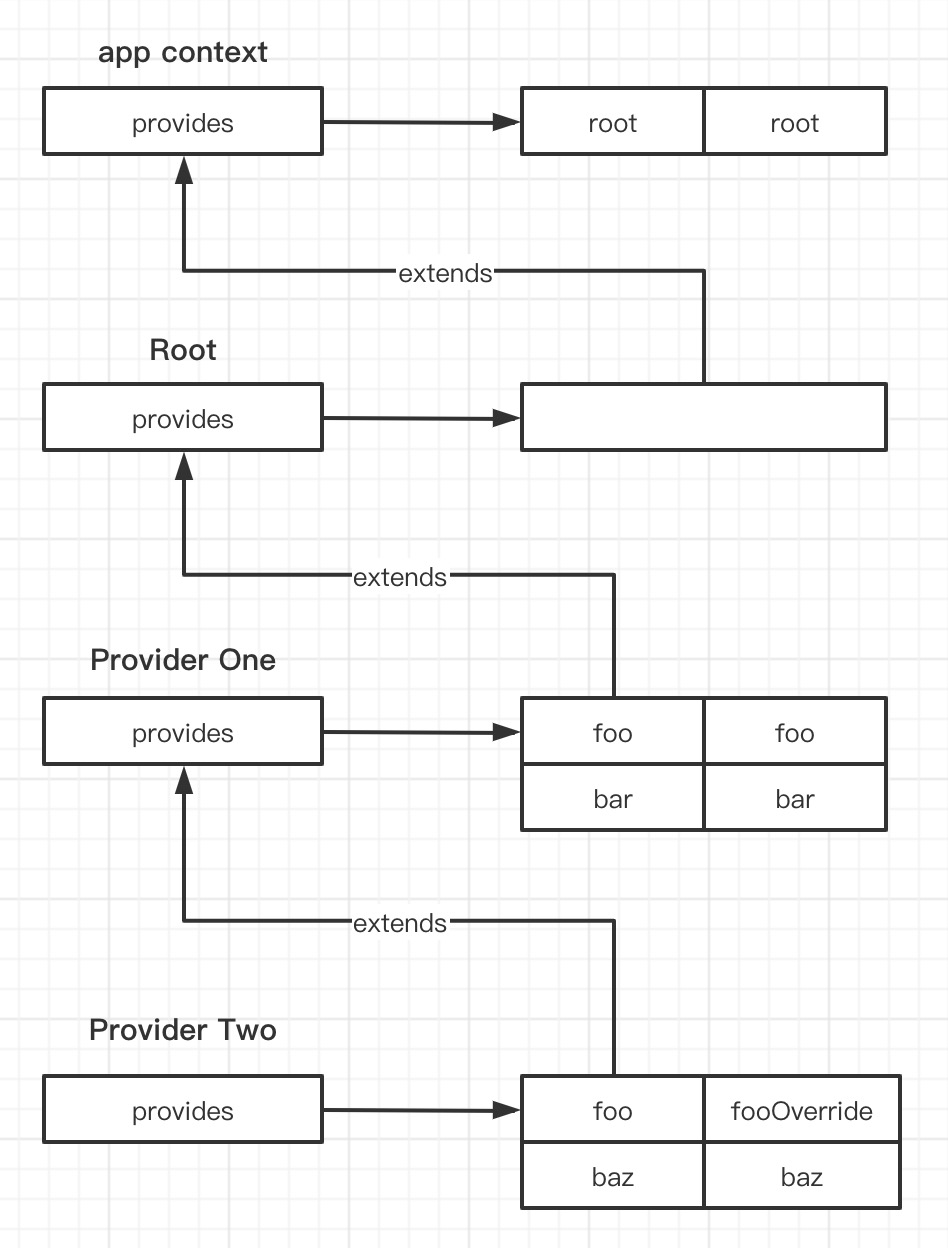 app context
provides
root
root
extends
Root
provides
extends
Provider One
provides
foo
foo
bar
bar
extends
Provider Two
provides
foo
fooOverride
baz
baz